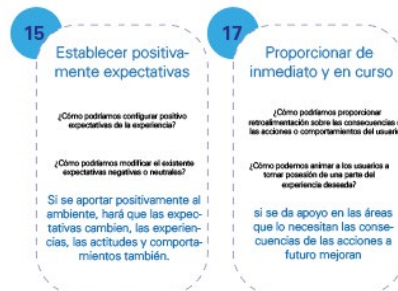 15
Establecer positiva-
mente expectativas
¿Cómo podríamos configurar positivo
expectativas de la experiencia?
¿Cómo podríamos modificar el existente
expectativas negativas o neutrales?
Si se aportar positivamente al
ambiente, hará que las expec-
tativas cambien, las experien-
cias, las actitudes y comporta-
mientos también.
17
Proporcionar de
inmediato y en curso
¿Cómo podríamos proporcionar
retroalimentación sobre las consecuencias
las acciones o comportamientos del
¿Cómo podemos animar a los usuarios a
tomar posesión de una parte del
experiencia deseada?
si se da apoyo en las áreas
que lo necesitan las conse-
cuencias de las acciones a
futuro mejoran